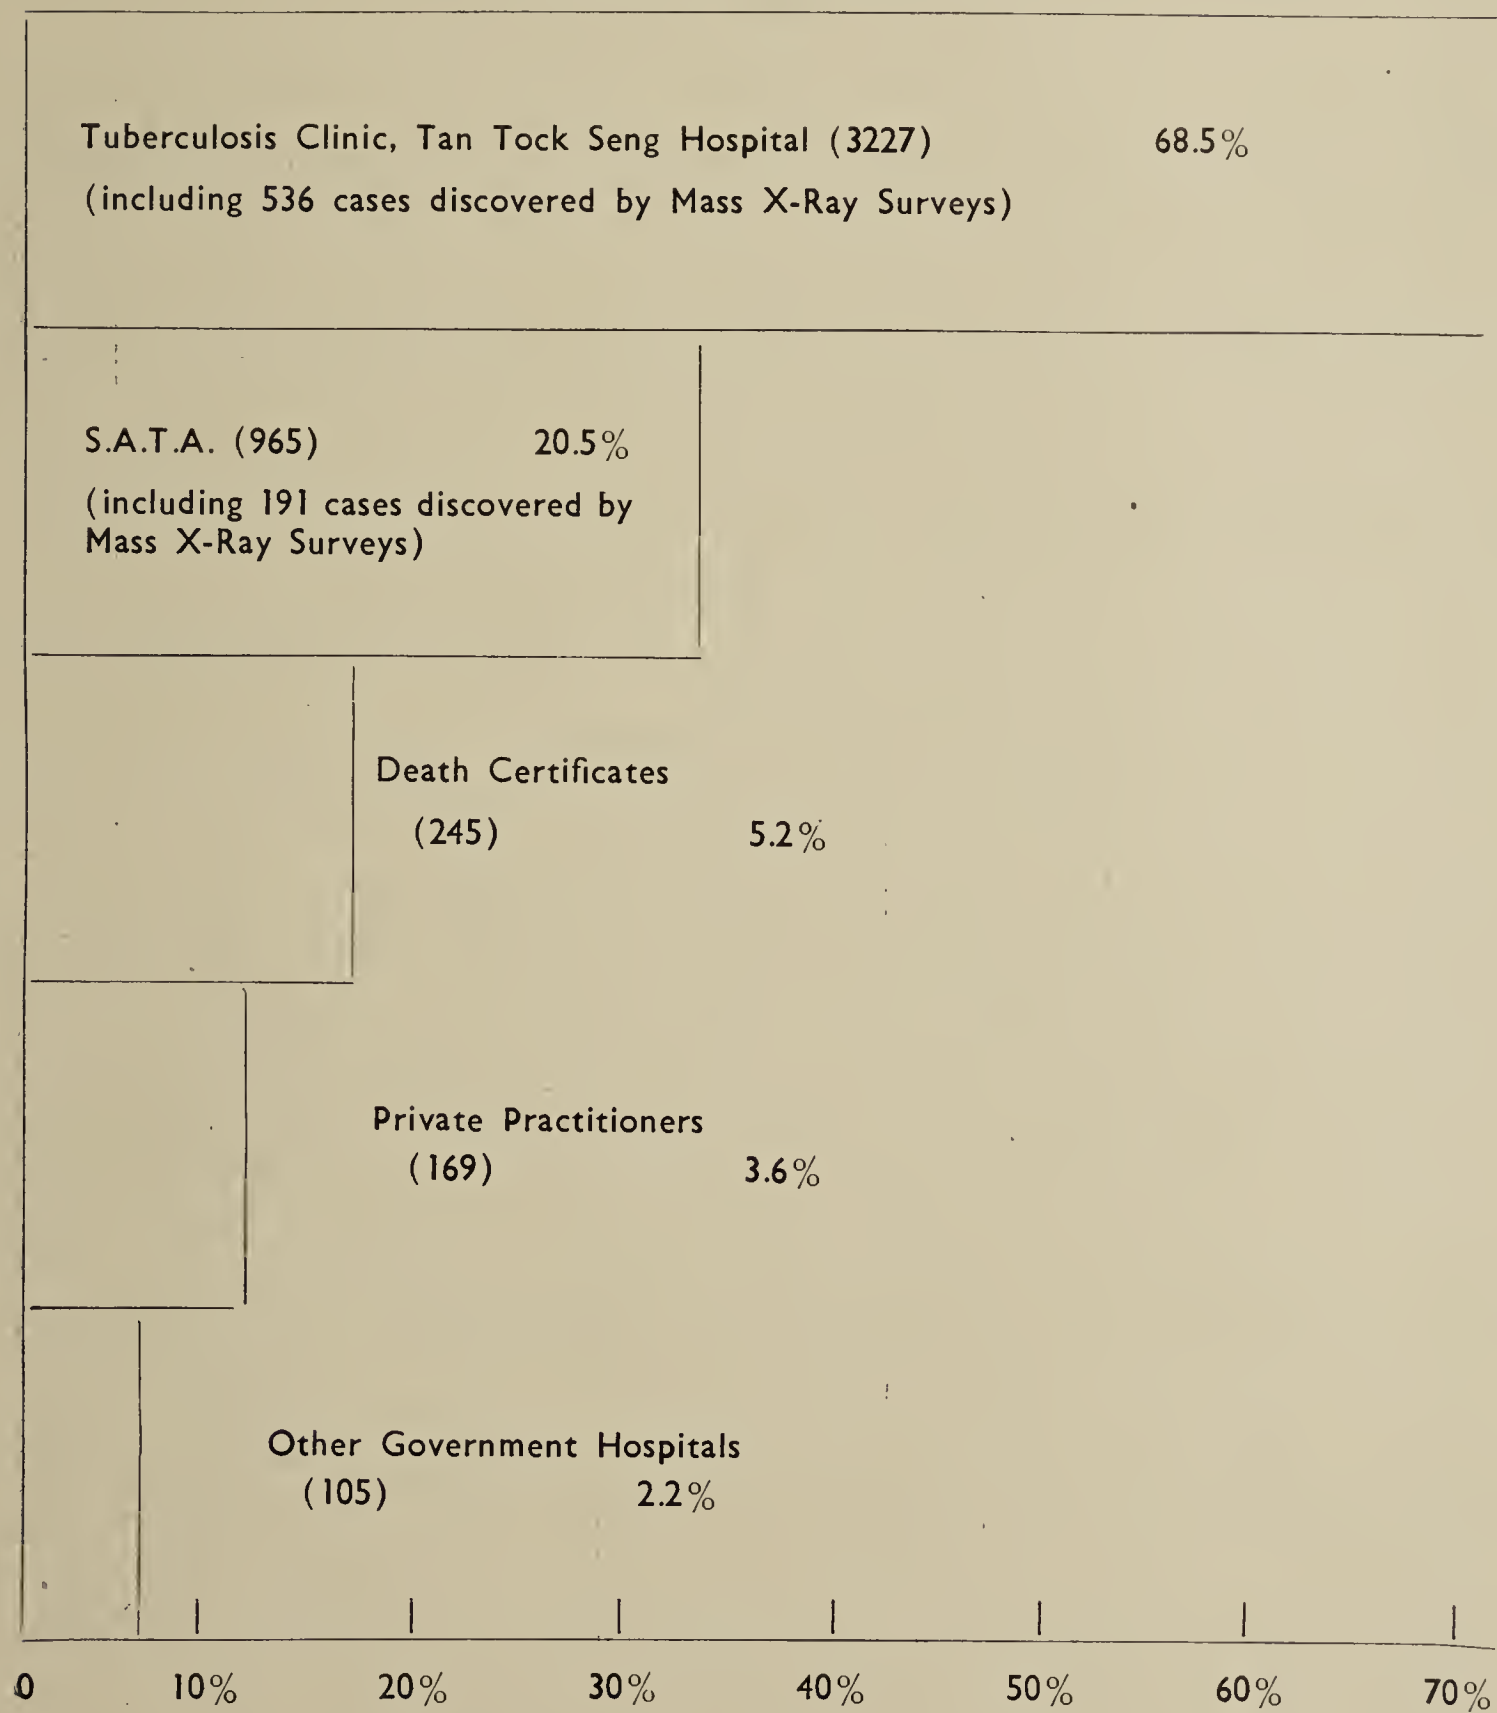 Tuberculosis Clinic, Tan Tock Seng Hospital (3227) 68.5%
(including 536 cases discovered by Mass X-Ray Surveys)
S.A.T.A. (965) 20.5%
(including 191 cases discovered by
Mass X-Ray Surveys)
Death Certificates
(245) 5.2%
Private Practitioners
(169) 3.6%
Other Government Hospitals
(105) 2.2%
0 10% 20% 30% 40% 50% 60% 70%